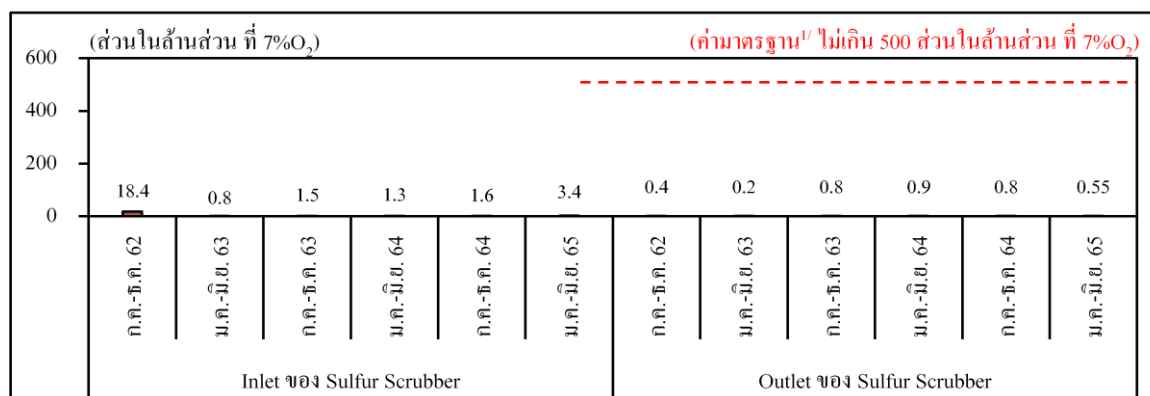 (ส่วนในล้านส่วน ที่ 7%O₂)
(ค่ามาตรฐาน¹/ ไม่เกิน 500 ส่วนในล้านส่วน ที่ 7%O₂)
600
400
200
0
18.4 0.8 1.5 1.3 1.6 3.4 0.4 0.2 0.8 0.9 0.8 0.55
ก.ค.-ธ.ค. 62
ม.ค.-มิ.ย. 63
ก.ค.-ธ.ค. 63
ม.ค.-มิ.ย. 64
ก.ค.-ธ.ค. 64
ม.ค.-มิ.ย. 65
ก.ค.-ธ.ค. 62
ม.ค.-มิ.ย. 63
ก.ค.-ธ.ค. 63
ม.ค.-มิ.ย. 64
ก.ค.-ธ.ค. 64
ม.ค.-มิ.ย. 65
Inlet ของ Sulfur Scrubber
Outlet ของ Sulfur Scrubber